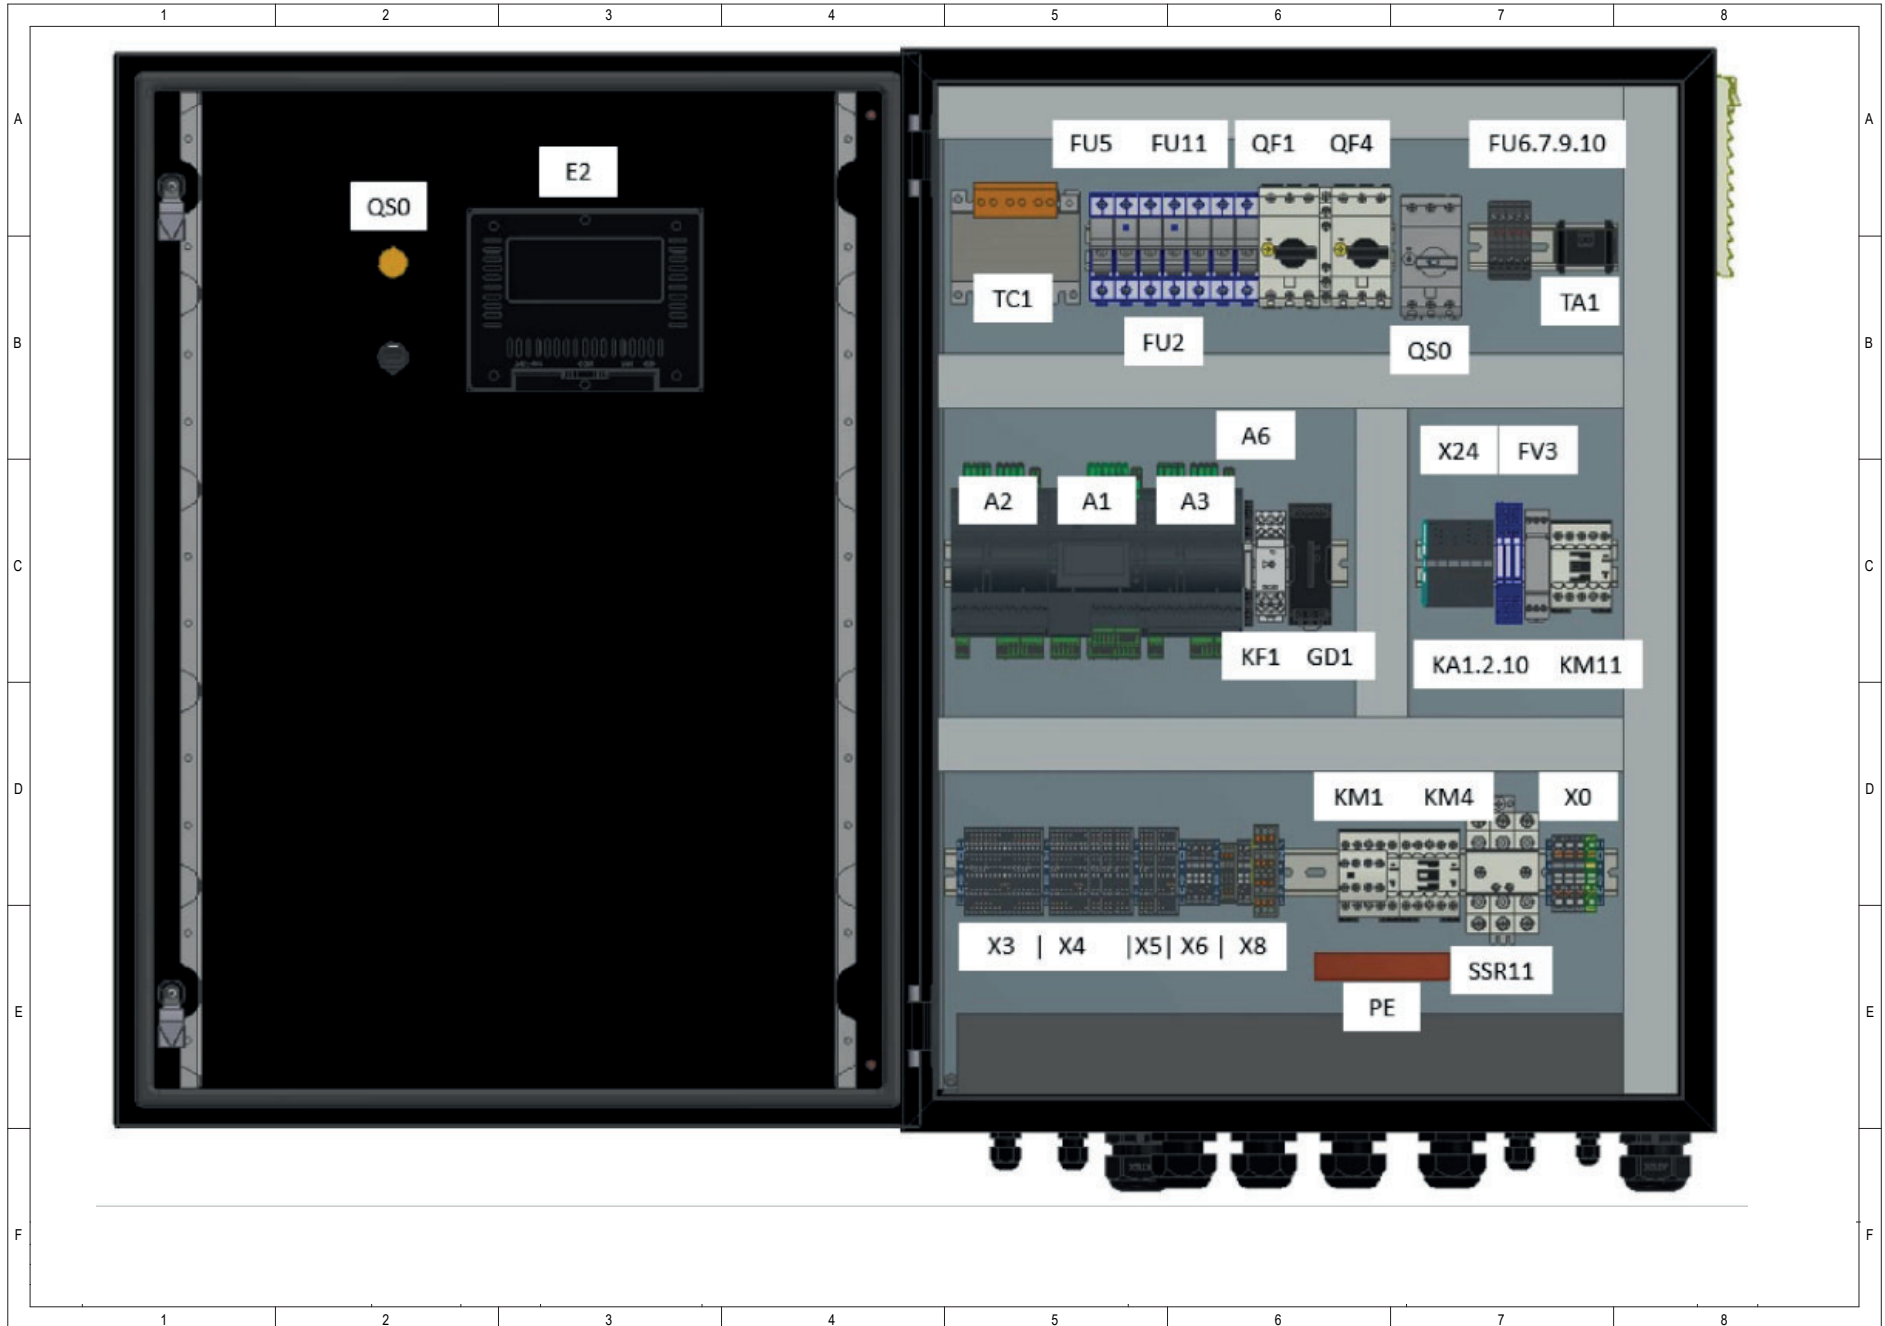 1 2 3 4 5 6 7 8
A A
FU5 FU11 QF1 QF4 FU6.7.9.10
E2
QS0
TC1 TA1
B B
FU2 QS0
A6 X24 FV3
A2 A1 A3
C C
KF1 GD1 KA1.2.10 KM11
D D
KM1 KM4 X0
X3 | X4 |X5| X6 | X8
SSR11
PE
E E
F F
1 2 3 4 5 6 7 8